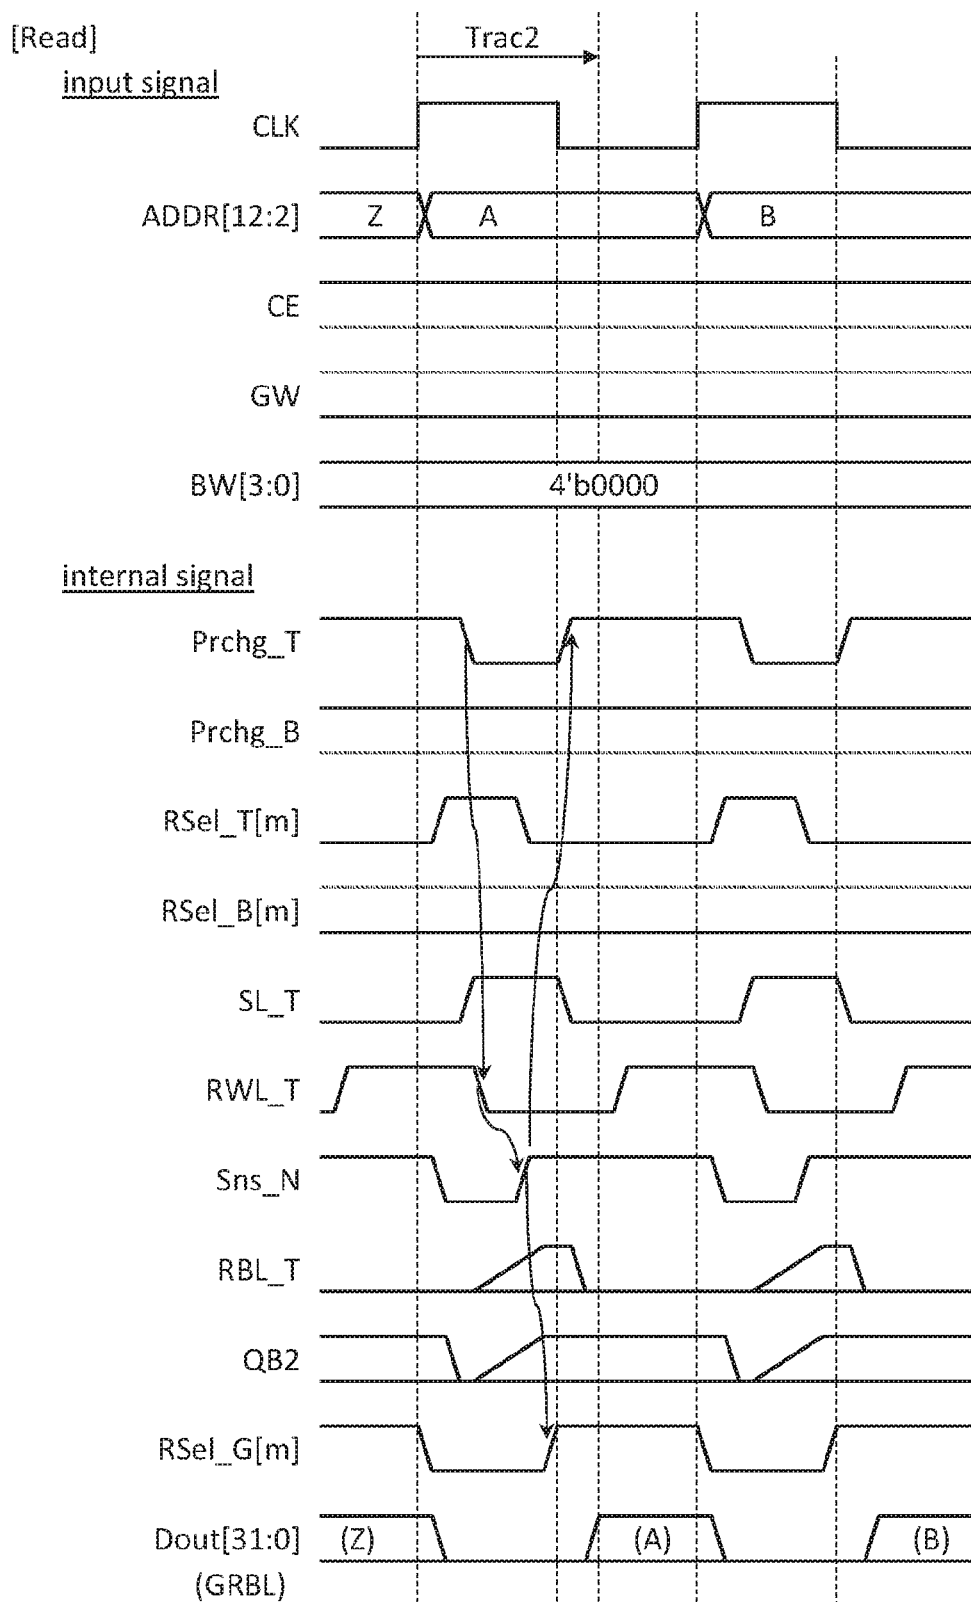 [Read]
Trac2
input signal
CLK
ADDR[12:2]
Z
A
B
CE
GW
BW[3:0]
4'b0000
internal signal
Prchg_T
Prchg_B
RSel_T[m]
RSel_B[m]
SL_T
RWL_T
Sns_N
RBL_T
QB2
RSel_G[m]
Dout[31:0]
(Z)
(A)
(B)
(GRBL)